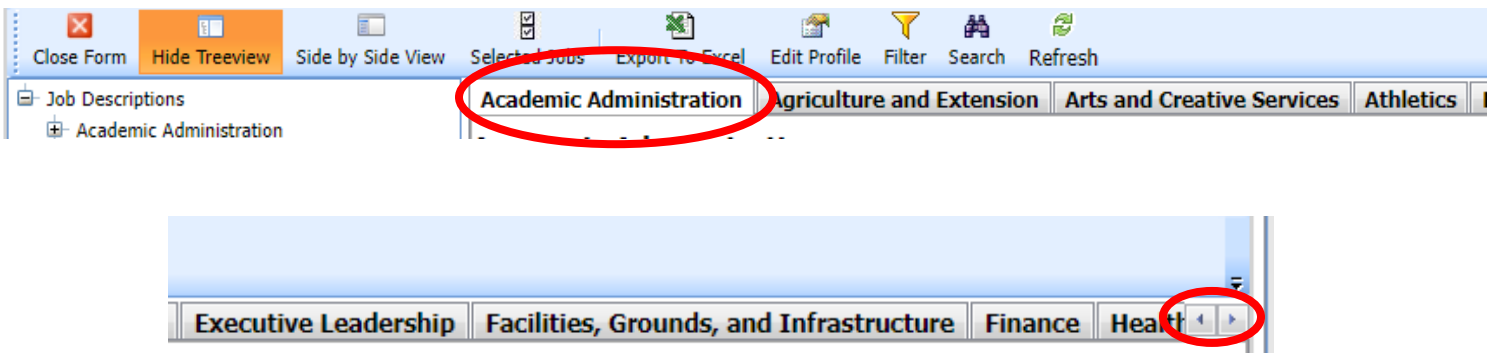 Close Form Hide Treeview Side by Side View Selected Jobs Export To Excel Edit Profile Filter Search Refresh
Job Descriptions Academic Administration Agriculture and Extension Arts and Creative Services Athletics
Academic Administration
Executive Leadership Facilities, Grounds, and Infrastructure Finance Health